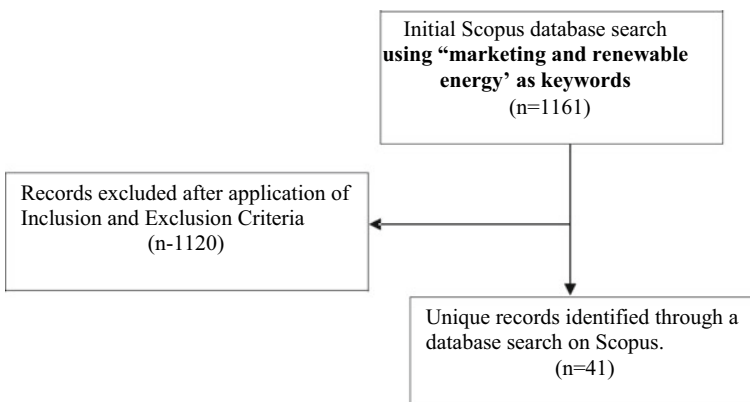 Initial Scopus database search
using “marketing and renewable
energy’ as keywords
(n=1161)
Records excluded after application of
Inclusion and Exclusion Criteria
(n-1120)
Unique records identified through a
database search on Scopus.
(n=41)